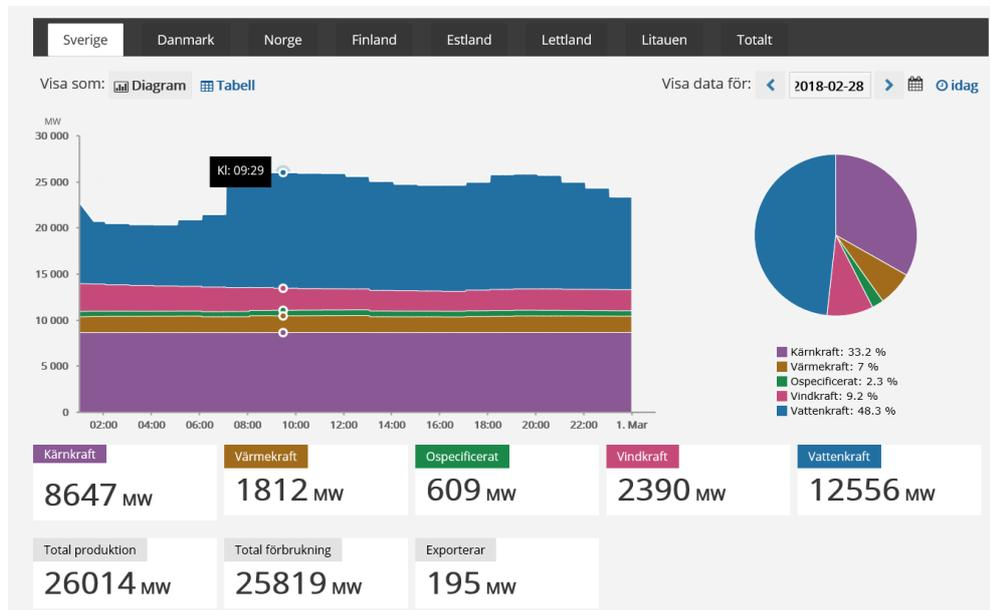 Sverige Danmark Norge Finland Estland Lettland Litauen Totalt
Visa som: Diagram Tabell Visa data för: 2018-02-28 idag
MW
30 000
25 000
20 000
15 000
10 000
5 000
0
Kl: 09:29
02:00 04:00 06:00 08:00 10:00 12:00 14:00 16:00 18:00 20:00 22:00 1. Mar
Kärnkraft: 33.2 %
Värmekraft: 7 %
Ospecificerat: 2.3 %
Vindkraft: 9.2 %
Vattenkraft: 48.3 %
Kärnkraft Värmekraft Ospecificerat Vindkraft Vattenkraft
8647 MW 1812 MW 609 MW 2390 MW 12556 MW
Total produktion Total förbrukning Exporterar
26014 MW 25819 MW 195 MW